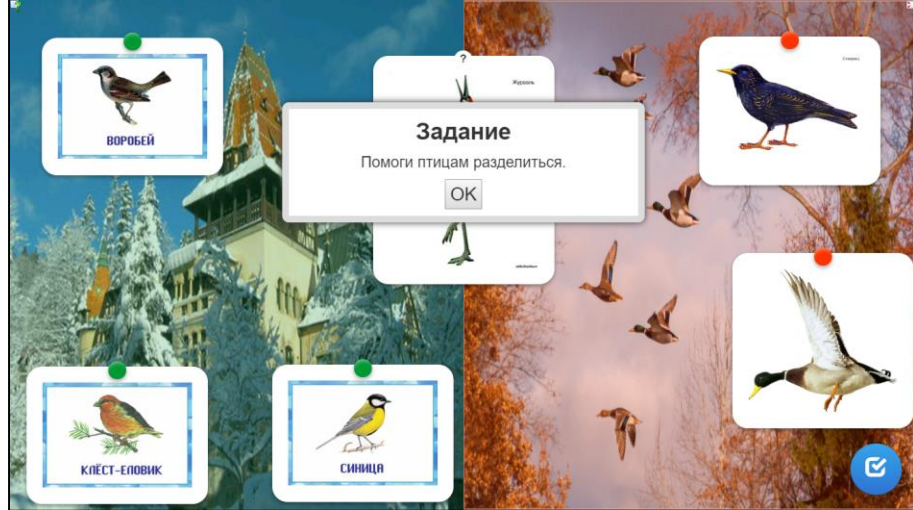 ВОРОБЕЙ
?
Журавль
Скворец
Задание
Помоги птицам разделиться.
OK
КЛЁСТ-ЕЛОВИК
СИНИЦА